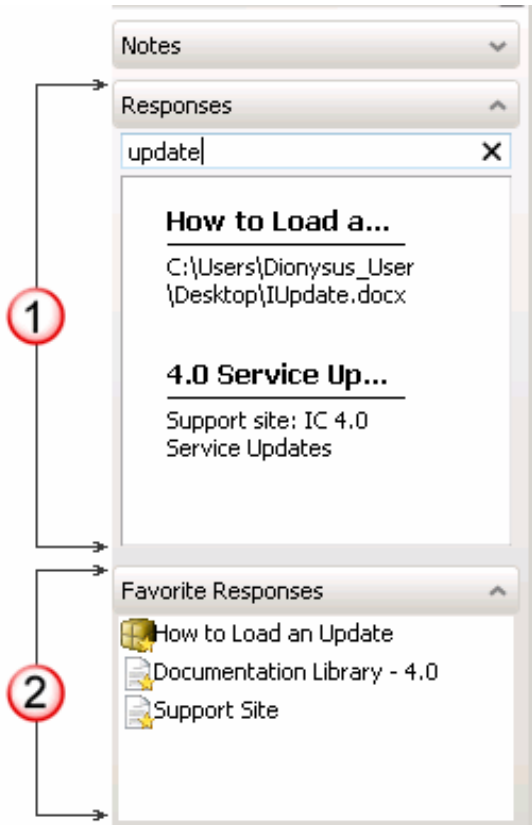 Notes
Responses
update
How to Load a...
C:\Users\Dionysus_User
\Desktop\IUpdate.docx
1
4.0 Service Up...
Support site: IC 4.0
Service Updates
Favorite Responses
How to Load an Update
Documentation Library - 4.0
2
Support Site